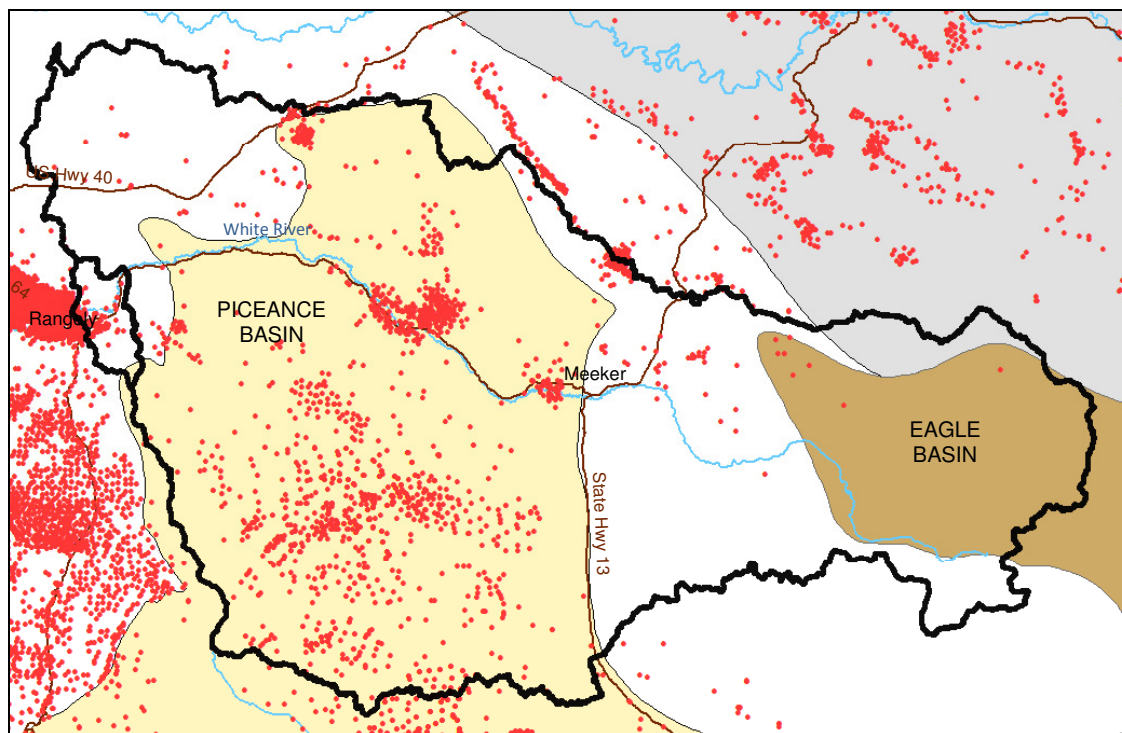 US Hwy 40
White River
64
Rangely
PICEANCE
BASIN
Meeker
EAGLE
BASIN
State Hwy 13